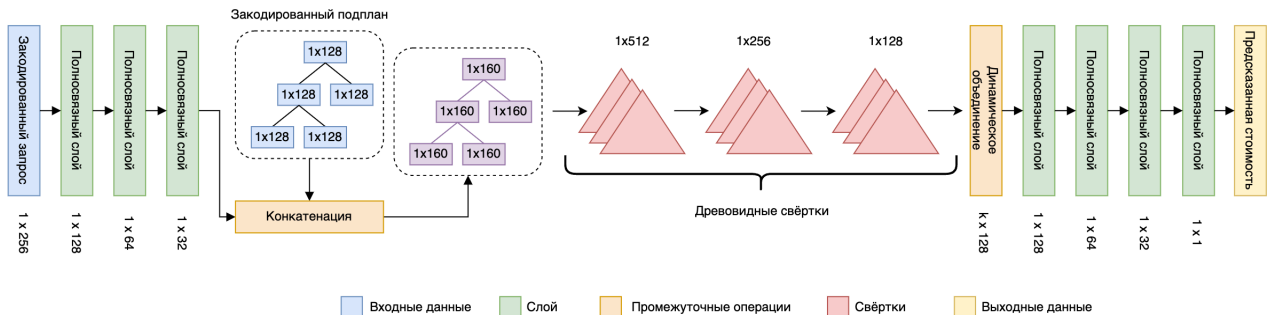 Закодированный запрос
1 x 256
Полносвязный слой
1 x 128
Полносвязный слой
1 x 64
Полносвязный слой
1 x 32
Закодированный подплан
1x128
1x128
1x128
1x128
1x128
Конкатенация
1x160
1x160
1x160
1x160
1x160
1x512
1x256
1x128
Древовидные свёртки
Динамическое
объединение
k x 128
Полносвязный слой
1 x 128
Полносвязный слой
1 x 64
Полносвязный слой
1 x 32
Полносвязный слой
1 x 1
Предсказанная стоимость
Входные данные
Слой
Промежуточные операции
Свёртки
Выходные данные